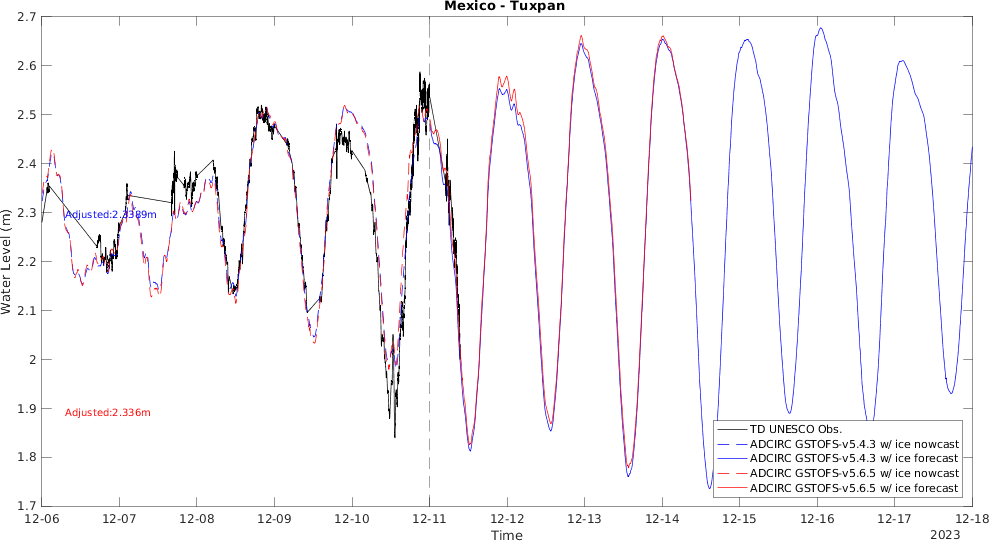 Mexico - Tuxpan
2.7
2.6
2.5
2.4
2.3
2.2
2.1
2
1.9
1.8
1.7
Water Level (m)
Adjusted:2.3389m
Adjusted:2.336m
TD UNESCO Obs.
ADCIRC GSTOFS-v5.4.3 w/ ice nowcast
ADCIRC GSTOFS-v5.4.3 w/ ice forecast
ADCIRC GSTOFS-v5.6.5 w/ ice nowcast
ADCIRC GSTOFS-v5.6.5 w/ ice forecast
12-06 12-07 12-08 12-09 12-10 12-11 12-12 12-13 12-14 12-15 12-16 12-17 12-18
Time
2023